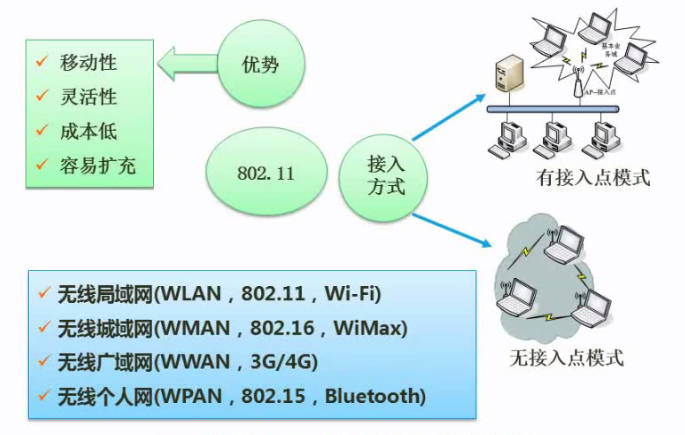 优势
✓ 移动性
✓ 灵活性
✓ 成本低
✓ 容易扩充
802.11
接入
方式
基本业
务域
AP--接入点
有接入点模式
无接入点模式
✓ 无线局域网(WLAN，802.11，Wi-Fi)
✓ 无线城域网(WMAN，802.16，WiMax)
✓ 无线广域网(WWAN，3G/4G)
✓ 无线个人网(WPAN，802.15，Bluetooth)